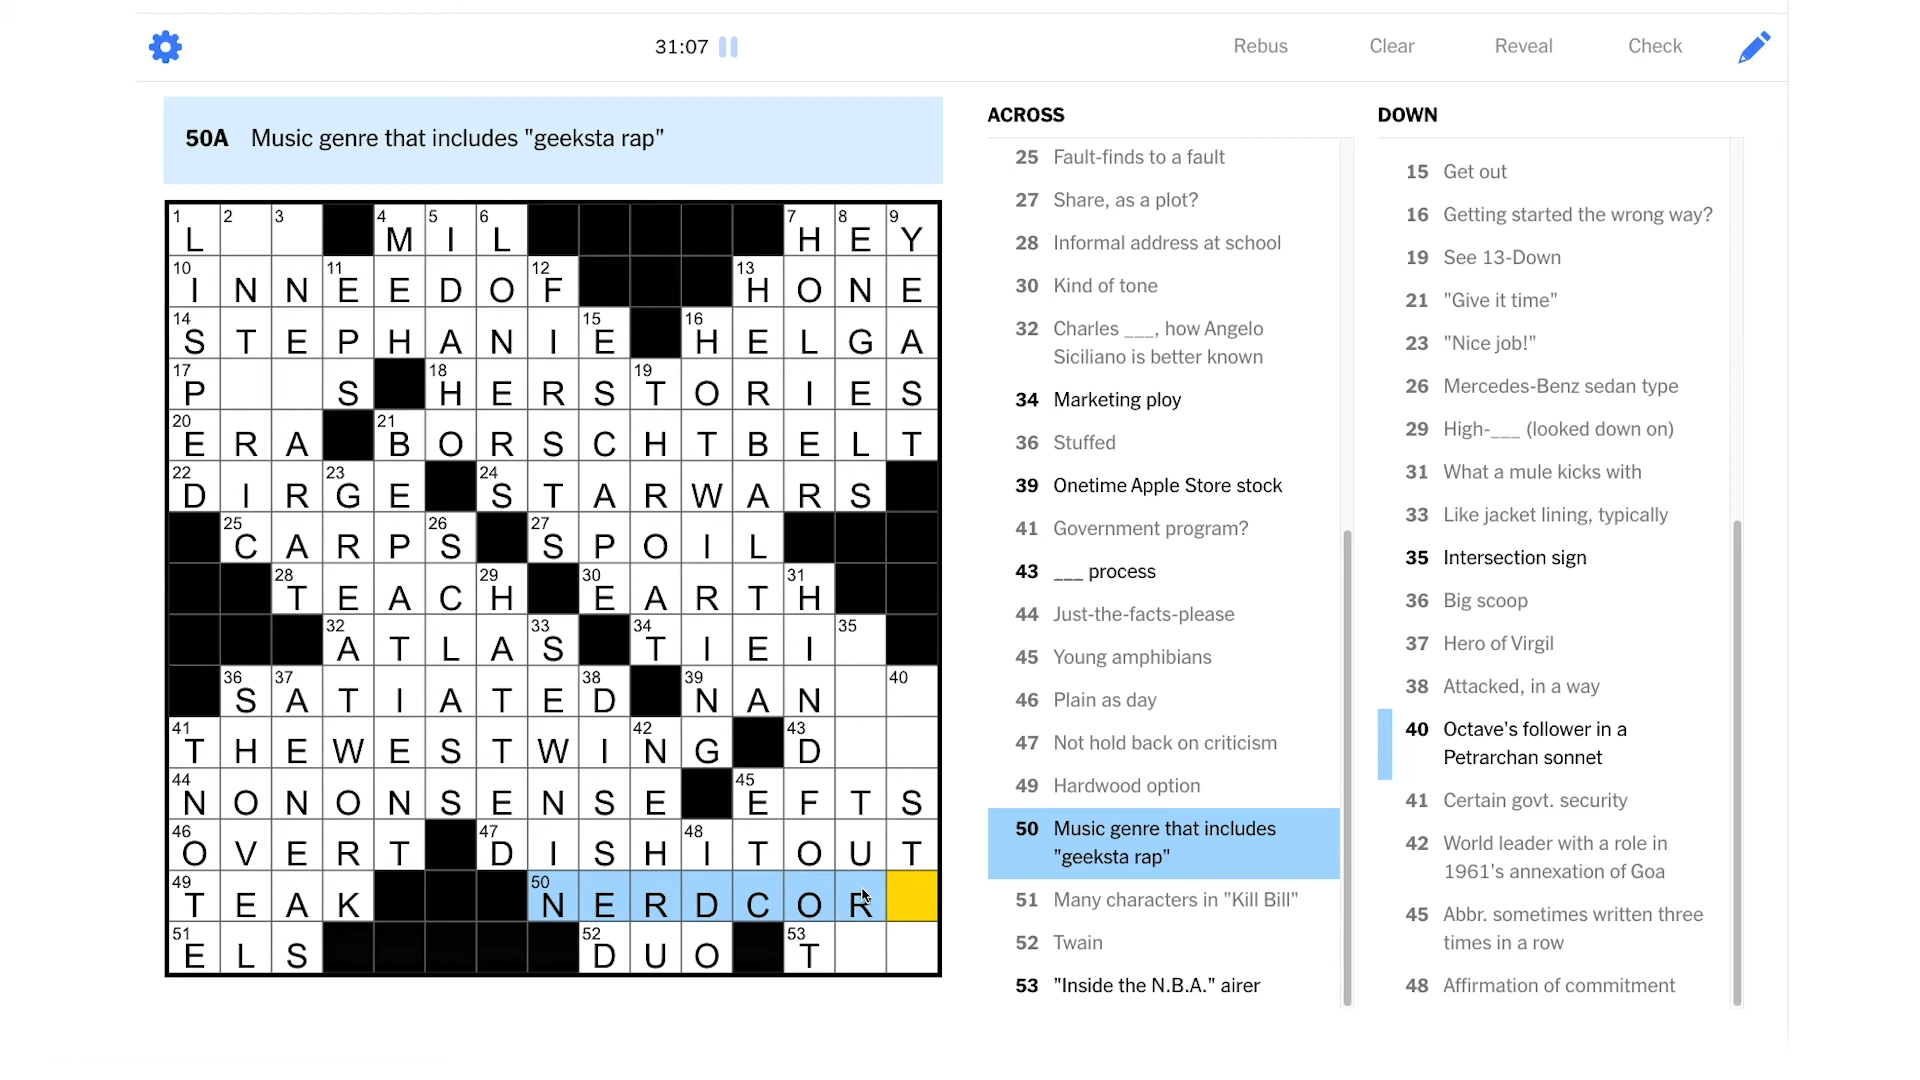 31:07
Rebus
Clear
Reveal
Check
50A Music genre that includes "geeksta rap"
1 2 3 4 5 6 7 8 9
L M I L H E Y
10 11 12 13
I N N E E D O F H O N E
14 15 16
S T E P H A N I E H E L G A
17 18 19
P S H E R S T O R I E S
20 21
E R A B O R S C H T B E L T
22 23 24
D I R G E S T A R W A R S
25 26 27
C A R P S S P O I L
28 29 30 31
T E A C H E A R T H
32 33 34 35
A T L A S T I E I
36 37 38 39 40
S A T I A T E D N A N
41 42 43
T H E W E S T W I N G D
44 45
N O N O N S E N S E E F T S
46 47 48
O V E R T D I S H I T O U T
49 50
T E A K N E R D C O R
51 52 53
E L S D U O T
ACROSS
25 Fault-finds to a fault
27 Share, as a plot?
28 Informal address at school
30 Kind of tone
32 Charles ___, how Angelo
Siciliano is better known
34 Marketing ploy
36 Stuffed
39 Onetime Apple Store stock
41 Government program?
43 ___ process
44 Just-the-facts-please
45 Young amphibians
46 Plain as day
47 Not hold back on criticism
49 Hardwood option
50 Music genre that includes
"geeksta rap"
51 Many characters in "Kill Bill"
52 Twain
53 "Inside the N.B.A." airer
DOWN
15 Get out
16 Getting started the wrong way?
19 See 13-Down
21 "Give it time"
23 "Nice job!"
26 Mercedes-Benz sedan type
29 High-___ (looked down on)
31 What a mule kicks with
33 Like jacket lining, typically
35 Intersection sign
36 Big scoop
37 Hero of Virgil
38 Attacked, in a way
40 Octave's follower in a
Petrarchan sonnet
41 Certain govt. security
42 World leader with a role in
1961's annexation of Goa
45 Abbr. sometimes written three
times in a row
48 Affirmation of commitment